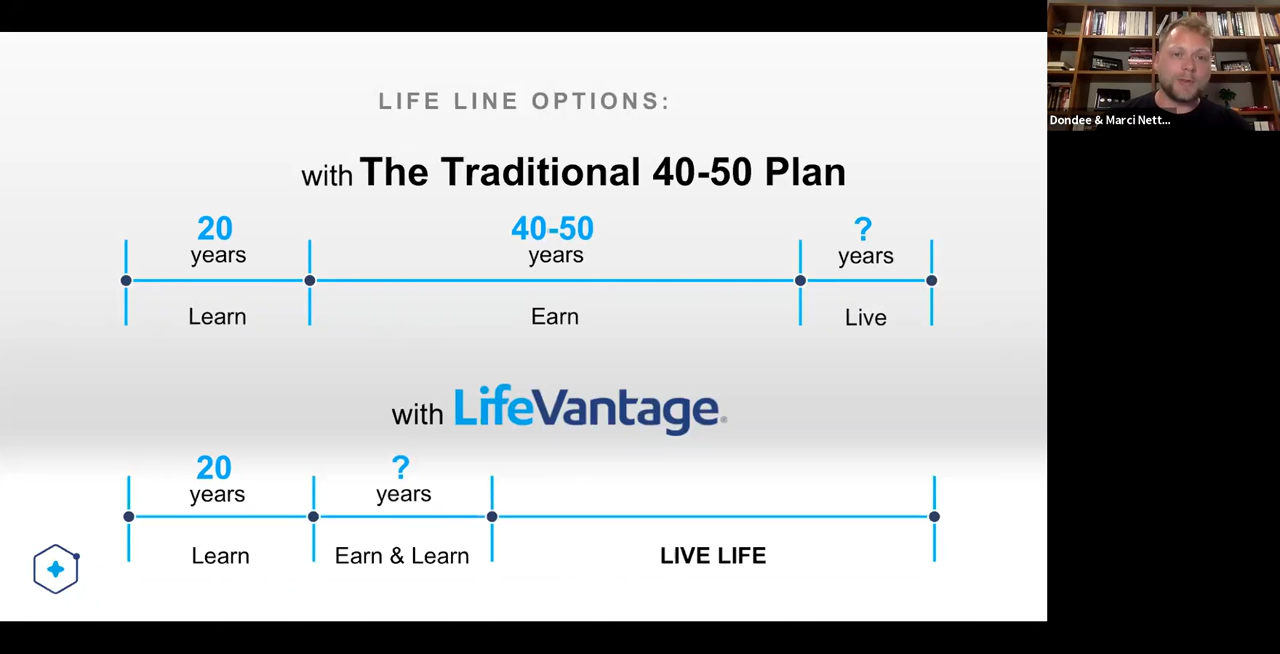 LIFE LINE OPTIONS:
with The Traditional 40-50 Plan
20 years
40-50 years
? years
Learn
Earn
Live
with LifeVantage®
20 years
? years
Learn
Earn & Learn
LIVE LIFE
Dondee & Marci Nett...